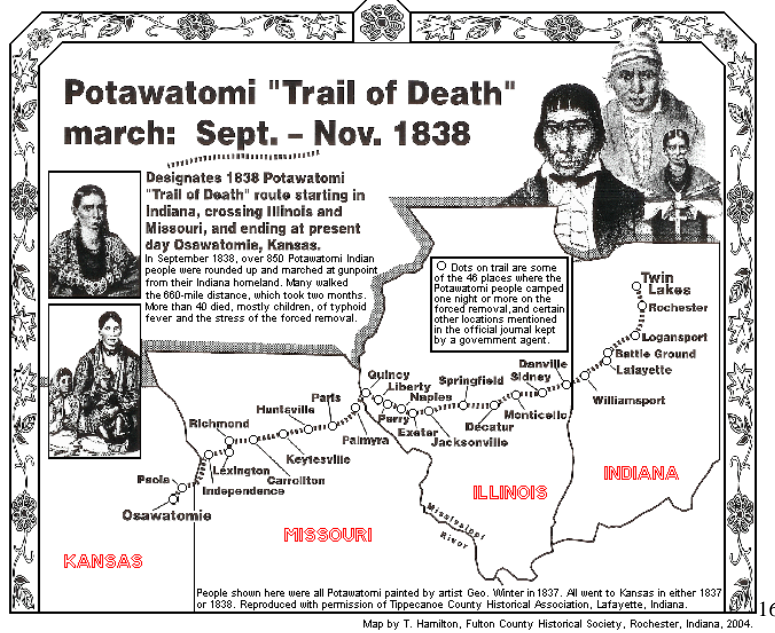 Potawatomi "Trail of Death"
march: Sept. – Nov. 1838
Designates 1838 Potawatomi
"Trail of Death" route starting in
Indiana, crossing Illinois and
Missouri, and ending at present
day Osawatomie, Kansas.
In September 1838, over 850 Potawatomi Indian
people were rounded up and marched at gunpoint
from their Indiana homeland. Many walked
the 660-mile distance, which took two months.
More than 40 died, mostly children, of typhoid
fever and the stress of the forced removal.
Dots on trail are some
of the 46 places where the
Potawatomi people camped
one night or more on the
forced removal, and certain
other locations mentioned
in the official journal kept
by a government agent.
Twin
Lakes
Rochester
Logansport
Battle Ground
Lafayette
Williamsport
Danville
Sidney
Monticello
Springfield
Decatur
Quincy
Liberty
Naples
Perry
Exeter
Jacksonville
Paris
Palmyra
Huntsville
Keytesville
Richmond
Carrollton
Lexington
Independence
Paola
Osawatomie
INDIANA
ILLINOIS
Mississippi
River
MISSOURI
KANSAS
People shown here were all Potawatomi painted by artist Geo. Winter in 1837. All went to Kansas in either 1837
or 1838. Reproduced with permission of Tippecanoe County Historical Association, Lafayette, Indiana.
16
Map by T. Hamilton, Fulton County Historical Society, Rochester, Indiana, 2004.